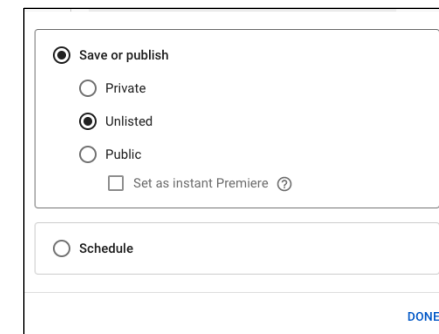 Save or publish
Private
Unlisted
Public
Set as instant Premiere ?
Schedule
DONE